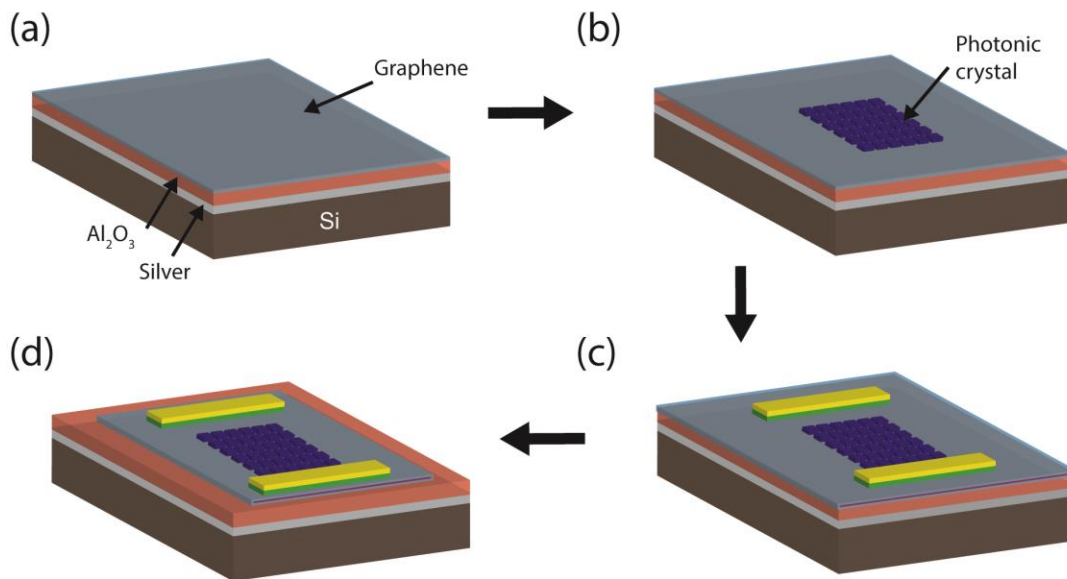 (a)
Graphene
Al₂O₃
Silver
Si
(b)
Photonic
crystal
(d)
(c)